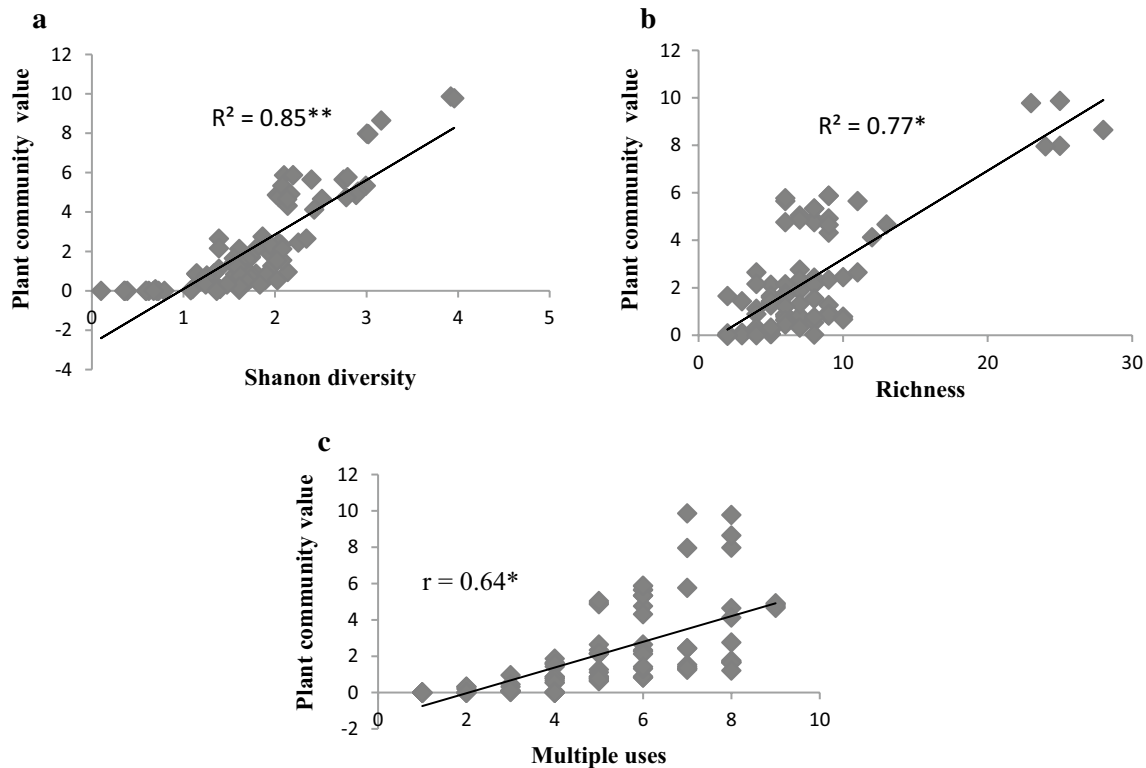 a
12
10
8
6
4
2
0
-2
-4
0 1 2 3 4 5
Plant community value
Shanon diversity
R² = 0.85**
b
12
10
8
6
4
2
0
0 10 20 30
Plant community value
Richness
R² = 0.77*
c
12
10
8
6
4
2
0
-2
0 2 4 6 8 10
Plant community value
Multiple uses
r = 0.64*